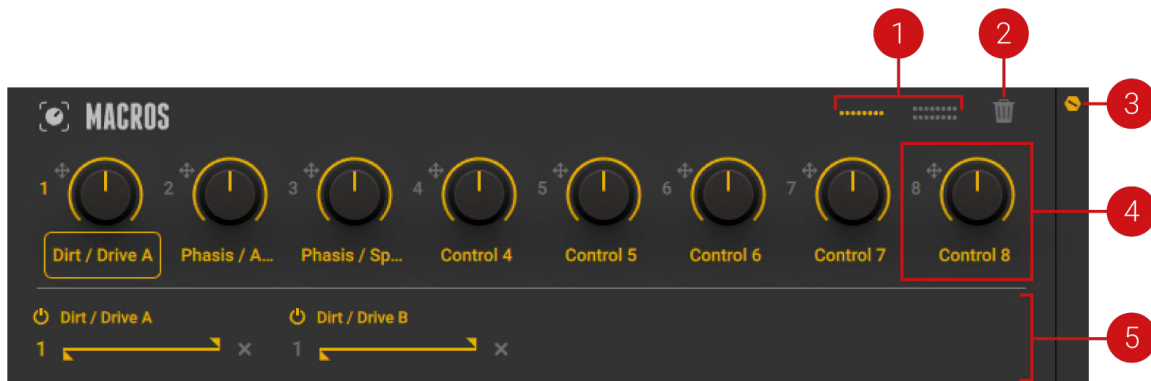 1 2
MACROS
3
1 2 3 4 5 6 7 8
4
Dirt / Drive A Phasis / A... Phasis / Sp... Control 4 Control 5 Control 6 Control 7 Control 8
Dirt / Drive A Dirt / Drive B
1 1
5